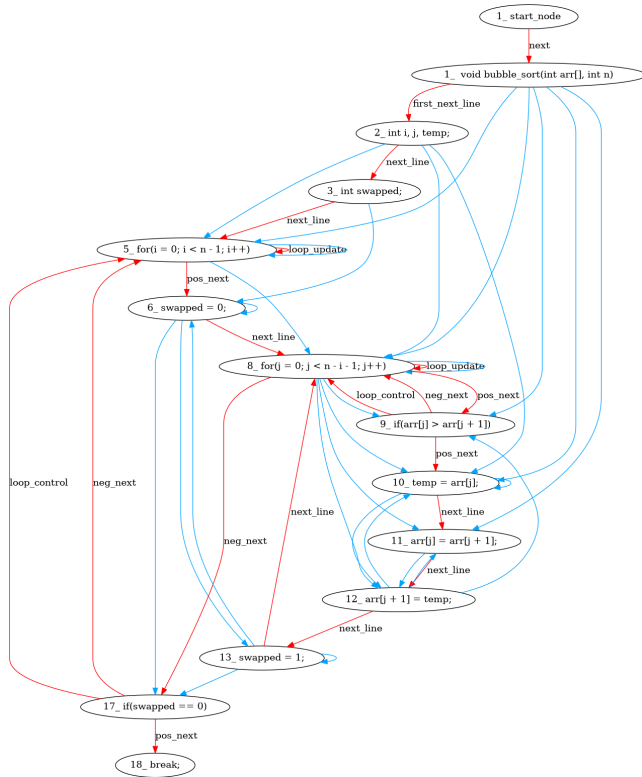 1_ start_node
next
1_ void bubble_sort(int arr[], int n)
first_next_line
2_ int i, j, temp;
next_line
3_ int swapped;
next_line
5_ for(i = 0; i < n - 1; i++)
loop_update
pos_next
6_ swapped = 0;
next_line
8_ for(j = 0; j < n - i - 1; j++)
loop_update
loop_control
neg_next
pos_next
9_ if(arr[j] > arr[j + 1])
pos_next
10_ temp = arr[j];
loop_control
neg_next
next_line
next_line
11_ arr[j] = arr[j + 1];
neg_next
next_line
12_ arr[j + 1] = temp;
next_line
13_ swapped = 1;
17_ if(swapped == 0)
pos_next
18_ break;